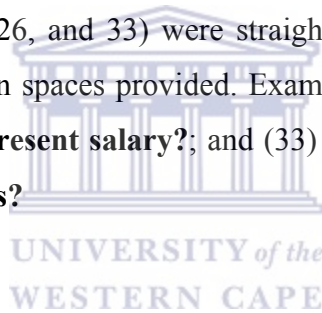 26, and 33) were straigh
n spaces provided. Exam
resent salary?; and (33)
s?
UNIVERSITY of the
WESTERN CAPE